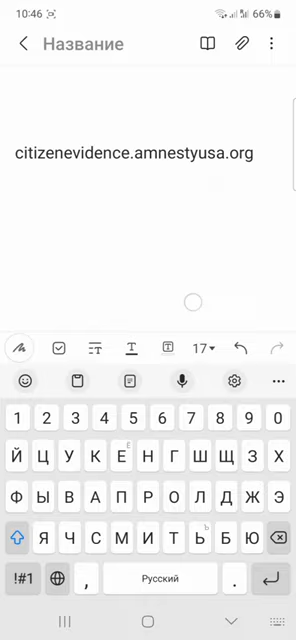 10:46 66%
Название
citizenevidence.amnestyusa.org
T T T 17
1 2 3 4 5 6 7 8 9 0
Й Ц У К Е Ё Н Г Ш Щ З Х
Ф Ы В А П Р О Л Д Ж Э
Я Ч С М И Т Ь Ъ Б Ю
!#1 , Русский .